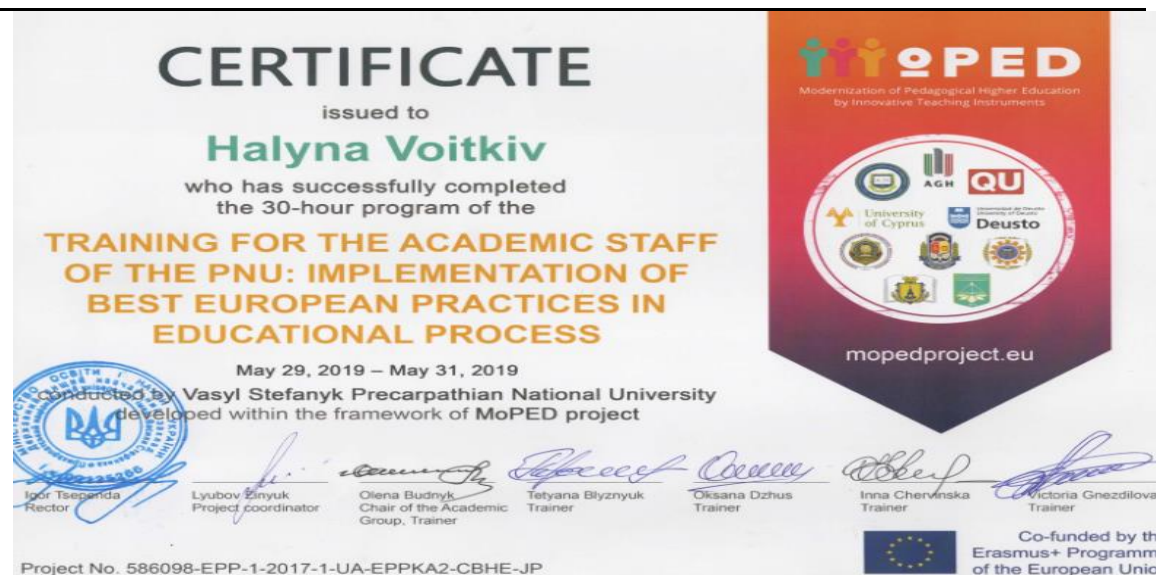 CERTIFICATE
issued to
Halyna Voitkiv
who has successfully completed
the 30-hour program of the
TRAINING FOR THE ACADEMIC STAFF
OF THE PNU: IMPLEMENTATION OF
BEST EUROPEAN PRACTICES IN
EDUCATIONAL PROCESS
May 29, 2019 – May 31, 2019
conducted by Vasyl Stefanyk Precarpathian National University
developed within the framework of MoPED project
Igor Tsependa
Rector
Lyubov Zinyuk
Project coordinator
Olena Budnyk
Chair of the Academic
Group, Trainer
Tetyana Blyznyuk
Trainer
Oksana Dzhus
Trainer
Inna Chervinska
Trainer
Victoria Gnezdilova
Trainer
Project No. 586098-EPP-1-2017-1-UA-EPPKA2-CBHE-JP
MOPED
Modernization of Pedagogical Higher Education
by Innovative Teaching Instruments
AGH
QU
University
of Cyprus
Deusto
mopedproject.eu
Co-funded by th
Erasmus+ Programm
of the European Unio